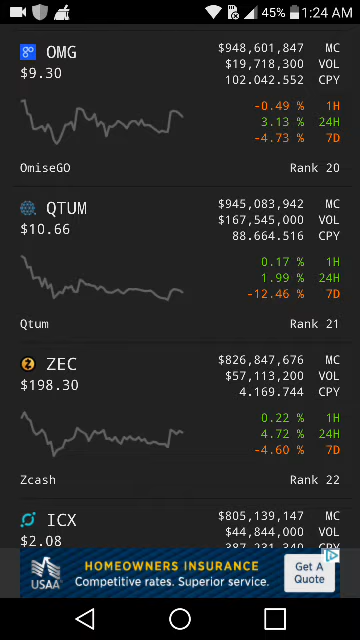 45% 1:24 AM
OMG $948,601,847 MC
$9.30 $19,718,300 VOL
102.042.552 CPY
-0.49 % 1H
3.13 % 24H
-4.73 % 7D
OmiseGO Rank 20
QTUM $945,083,942 MC
$10.66 $167,545,000 VOL
88.664.516 CPY
0.17 % 1H
1.99 % 24H
-12.46 % 7D
Qtum Rank 21
ZEC $826,847,676 MC
$198.30 $57,113,200 VOL
4.169.744 CPY
0.22 % 1H
4.72 % 24H
-4.60 % 7D
Zcash Rank 22
ICX $805,139,147 MC
$2.08 $44,844,000 VOL
387.231.340 CPY
USAA
HOMEOWNERS INSURANCE
Competitive rates. Superior service.
Get A
Quote